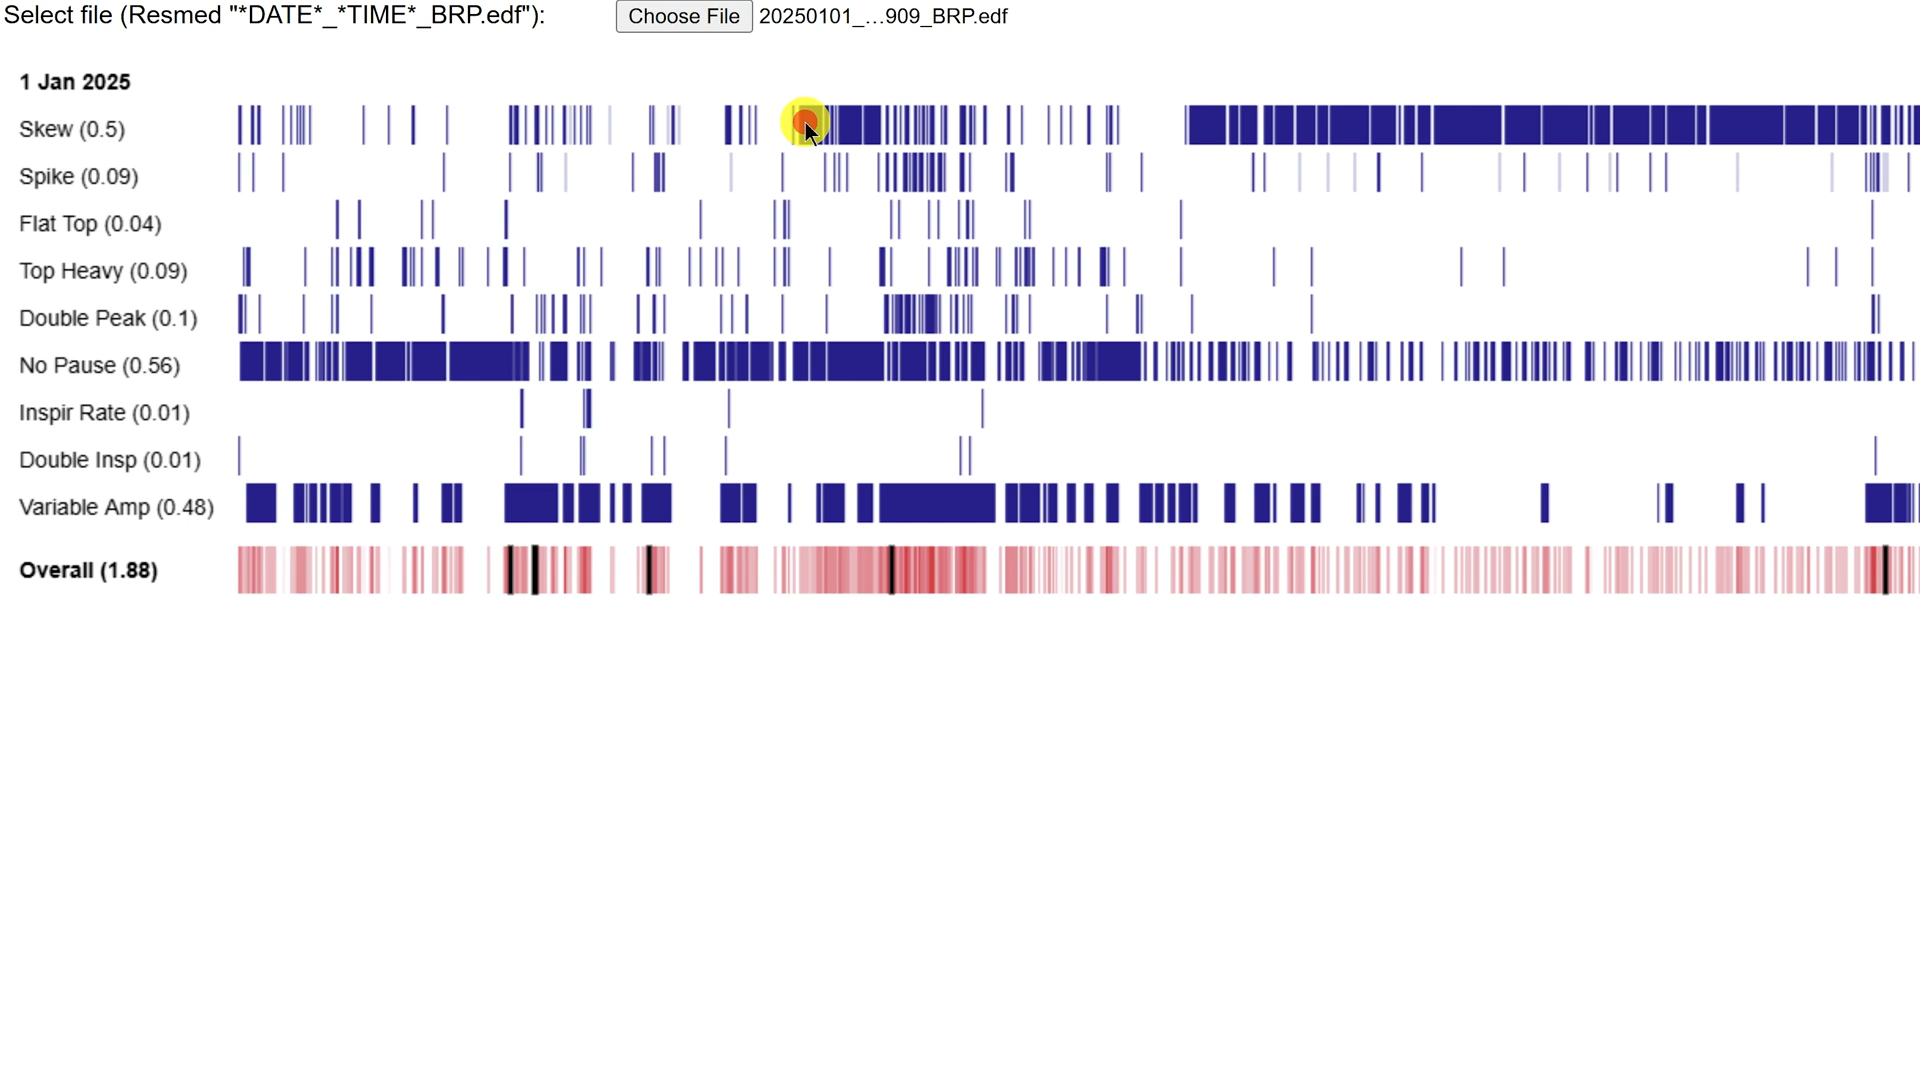 Select file (Resmed "*DATE*_*TIME*_BRP.edf"): Choose File 20250101_...909_BRP.edf
1 Jan 2025
Skew (0.5)
Spike (0.09)
Flat Top (0.04)
Top Heavy (0.09)
Double Peak (0.1)
No Pause (0.56)
Inspir Rate (0.01)
Double Insp (0.01)
Variable Amp (0.48)
Overall (1.88)